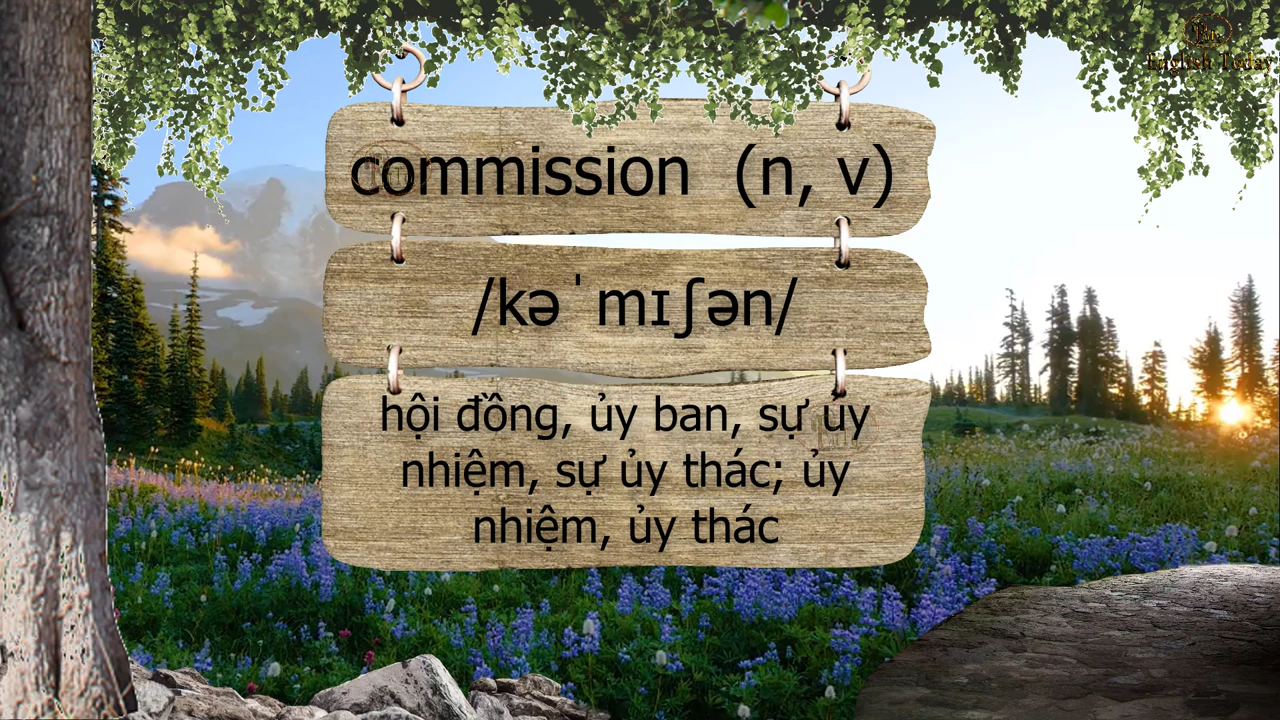 English Today
commission (n, v)
/kəˈmɪʃən/
hội đồng, ủy ban, sự ủy
nhiệm, sự ủy thác; ủy
nhiệm, ủy thác